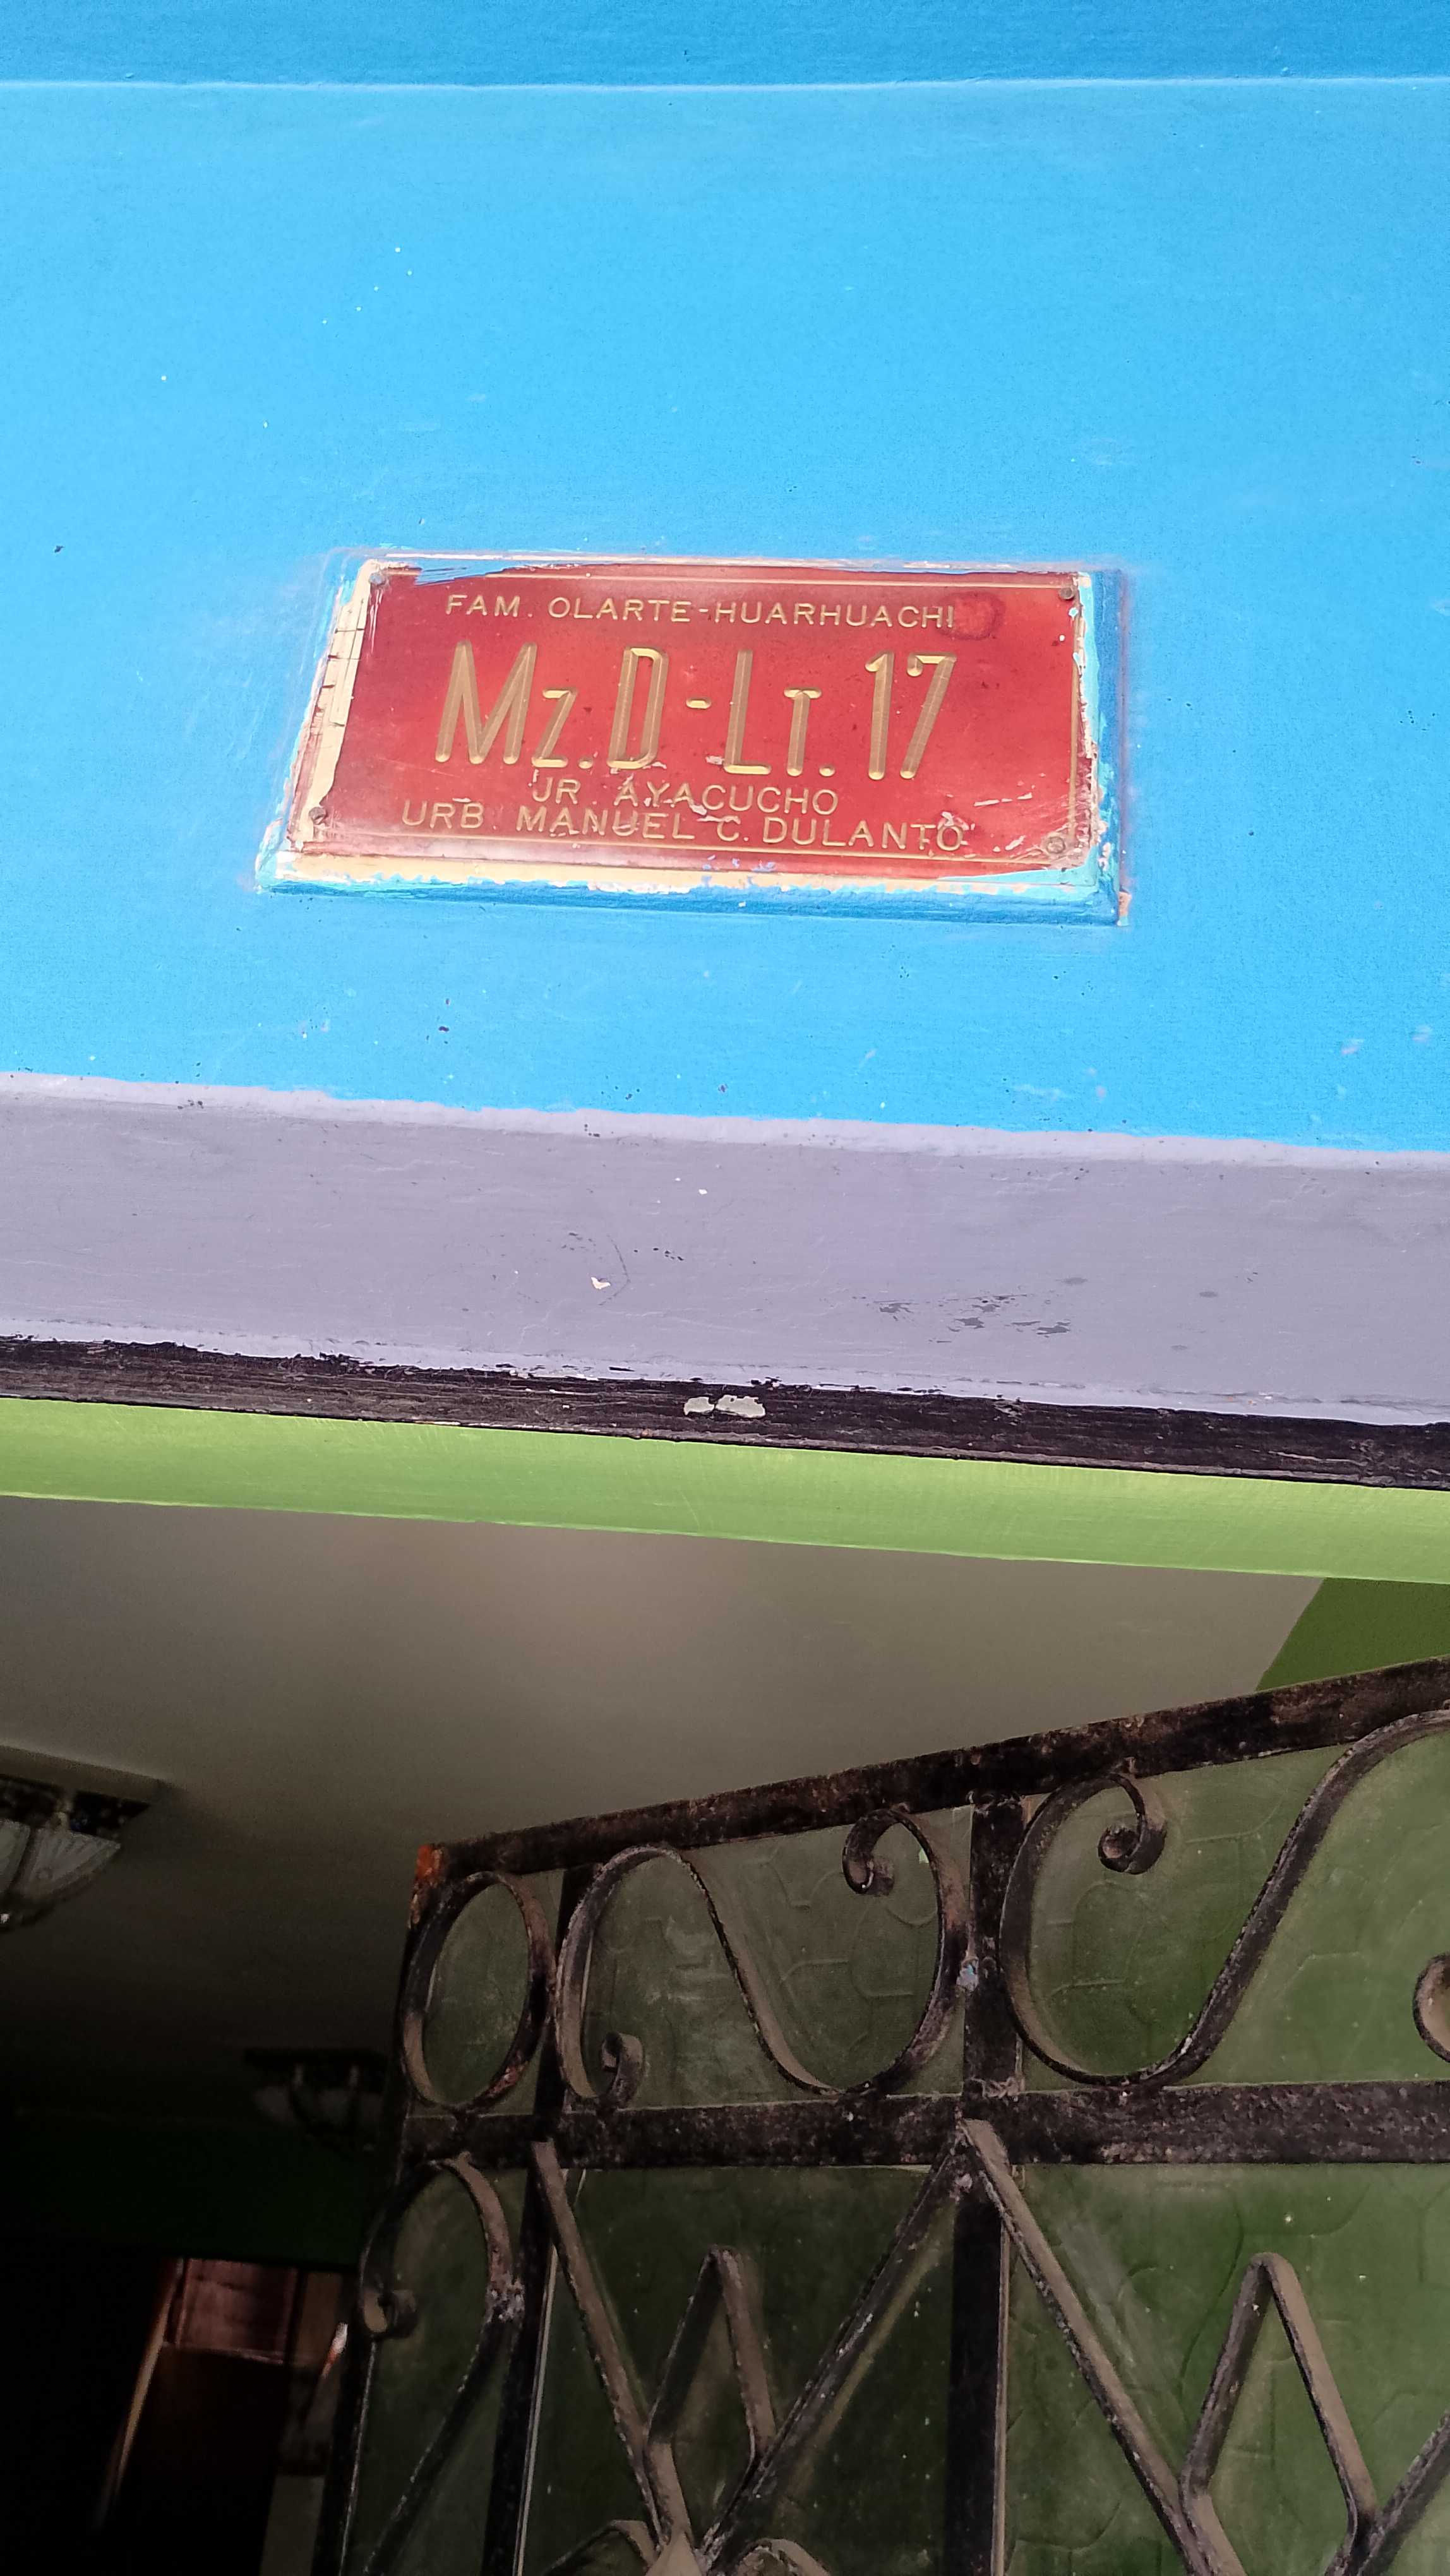 FAM. OLARTE-HUARHUACHI
Mz.D-LT.17
JR AYACUCHO
URB. MANUEL C. DULANTO